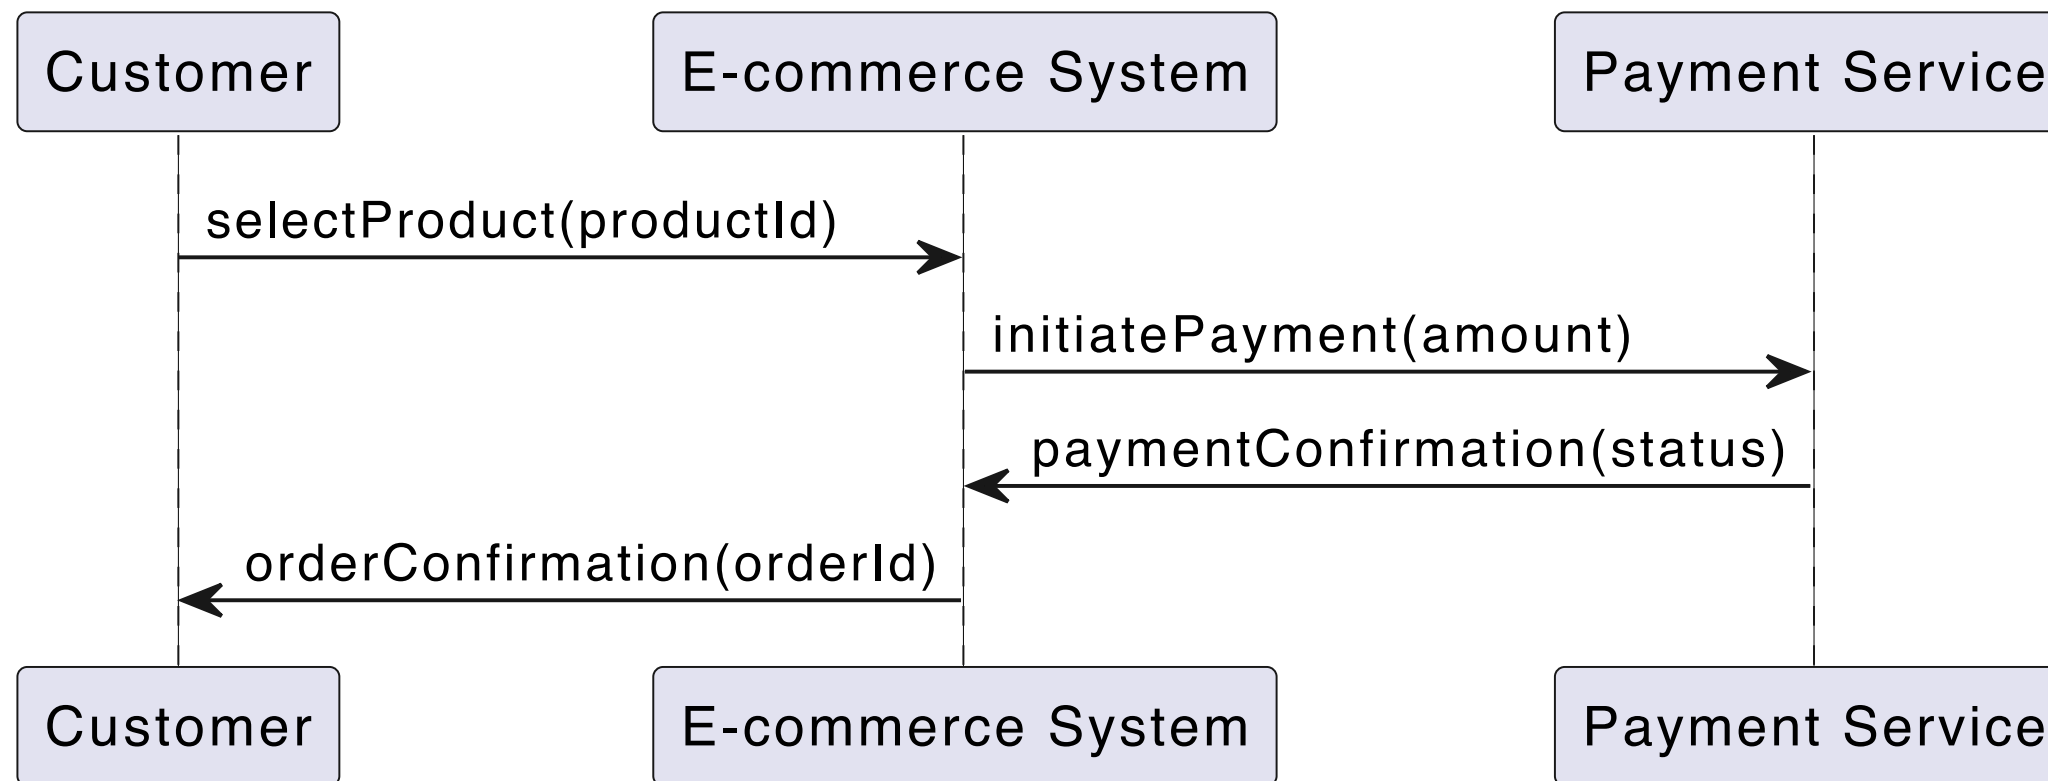 Customer
E-commerce System
Payment Service
selectProduct(productId)
initiatePayment(amount)
paymentConfirmation(status)
orderConfirmation(orderId)
Customer
E-commerce System
Payment Service